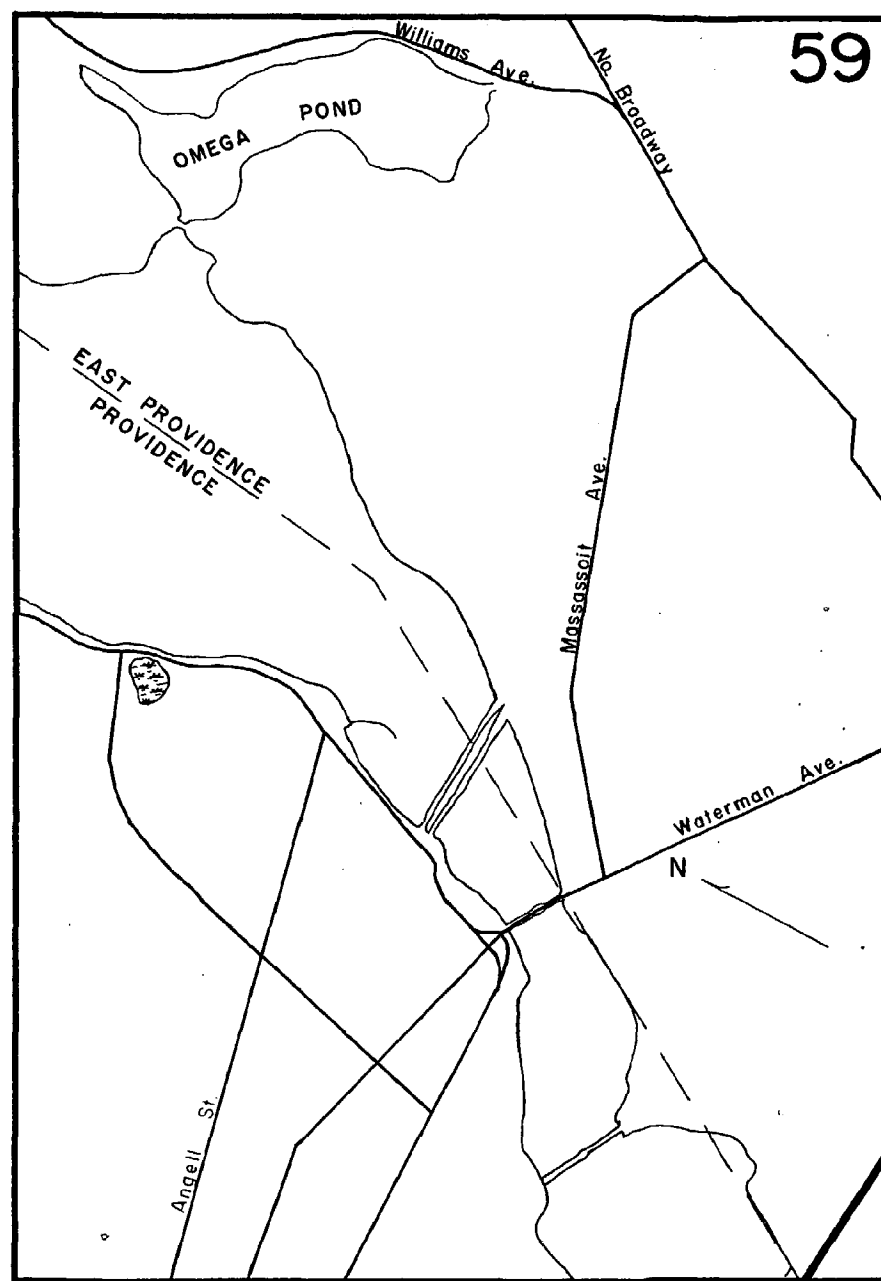 59
Williams Ave.
No. Broadway
OMEGA POND
EAST PROVIDENCE
PROVIDENCE
Massassoit Ave.
Waterman Ave.
N
Angell St.